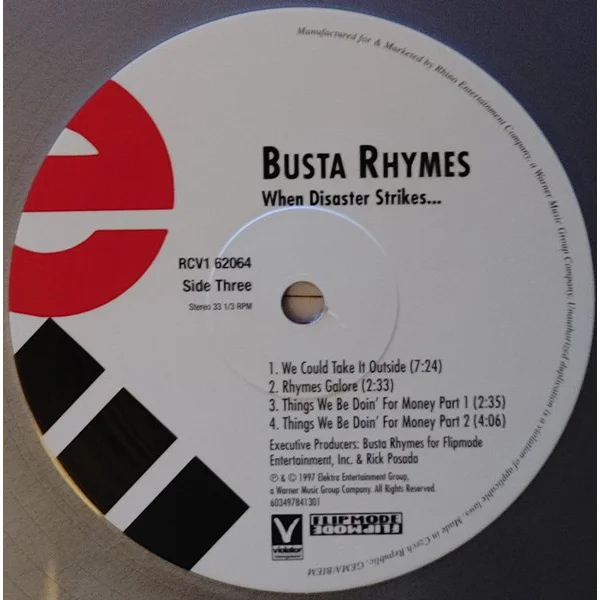 Manufactured for & Marketed by Rhino Entertainment Company, a Warner Music Group Company. Unauthorized duplication is a violation of applicable laws. Made in Czech Republic. GEMA/BIEM
BUSTA RHYMES
When Disaster Strikes...
RCV1 62064
Side Three
Stereo 33 1/3 RPM
1. We Could Take It Outside (7:24)
2. Rhymes Galore (2:33)
3. Things We Be Doin' For Money Part 1 (2:35)
4. Things We Be Doin' For Money Part 2 (4:06)
Executive Producers: Busta Rhymes for Flipmode
Entertainment, Inc. & Rick Posada
℗ & © 1997 Elektra Entertainment Group,
a Warner Music Group Company. All Rights Reserved.
603497841301
e
V
violator
management
FLIPMODE
FLIPMODE